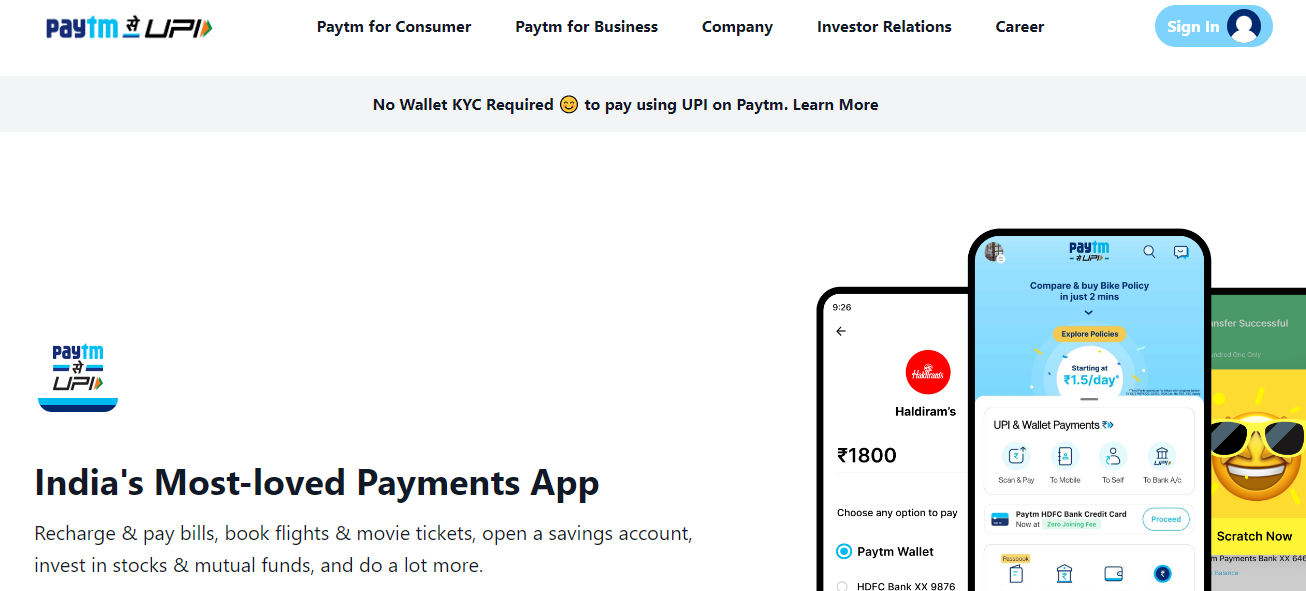 paytm से UPI
Paytm for Consumer
Paytm for Business
Company
Investor Relations
Career
Sign In
No Wallet KYC Required 😊 to pay using UPI on Paytm. Learn More
paytm
से
UPI
India's Most-loved Payments App
Recharge & pay bills, book flights & movie tickets, open a savings account,
invest in stocks & mutual funds, and do a lot more.
9:26
Haldiram's
Haldiram's
₹1800
Choose any option to pay
Paytm Wallet
HDFC Bank XX 9876
paytm
से UPI
Compare & buy Bike Policy
in just 2 mins
Explore Policies
Starting at
₹1.5/day*
UPI & Wallet Payments
Scan & Pay
To Mobile
To Self
To Bank A/c
Paytm HDFC Bank Credit Card
Now at Zero Joining Fee
Proceed
Passbook
nsfer Successful
undred One Only
Scratch Now
m Payments Bank XX 646
Balance